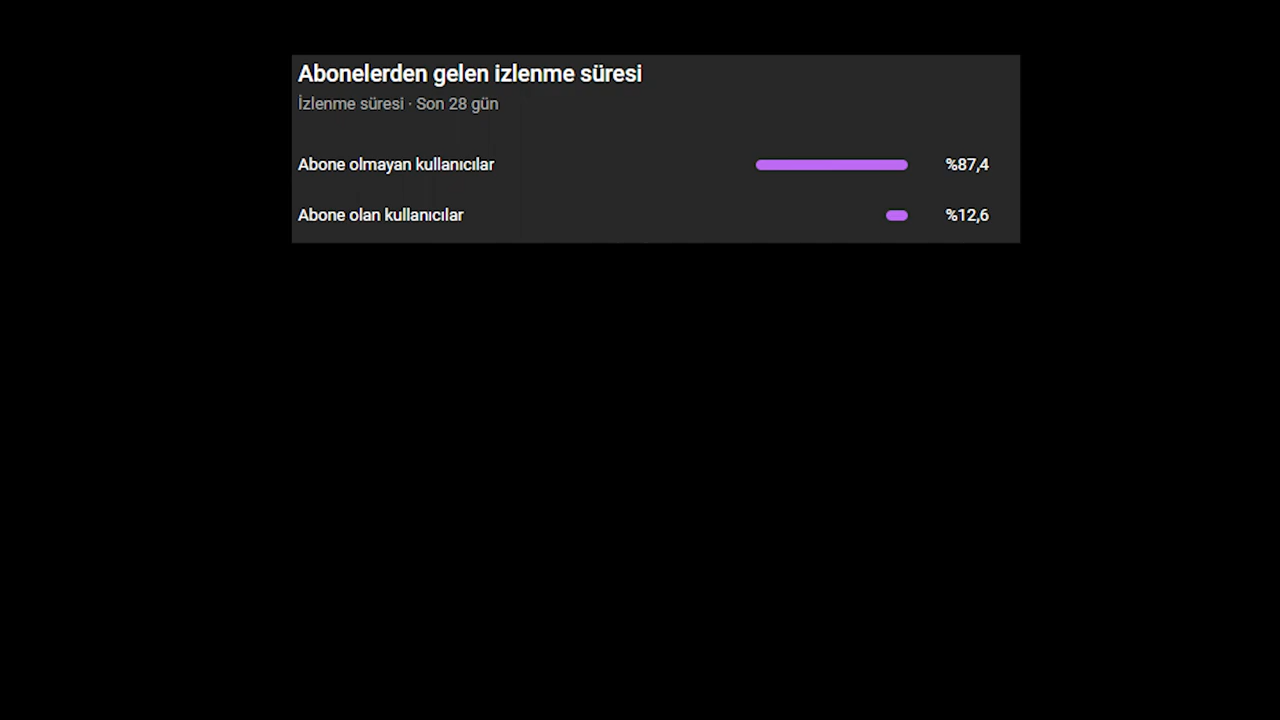 Abonelerden gelen izlenme süresi
İzlenme süresi · Son 28 gün
Abone olmayan kullanıcılar %87,4
Abone olan kullanıcılar %12,6